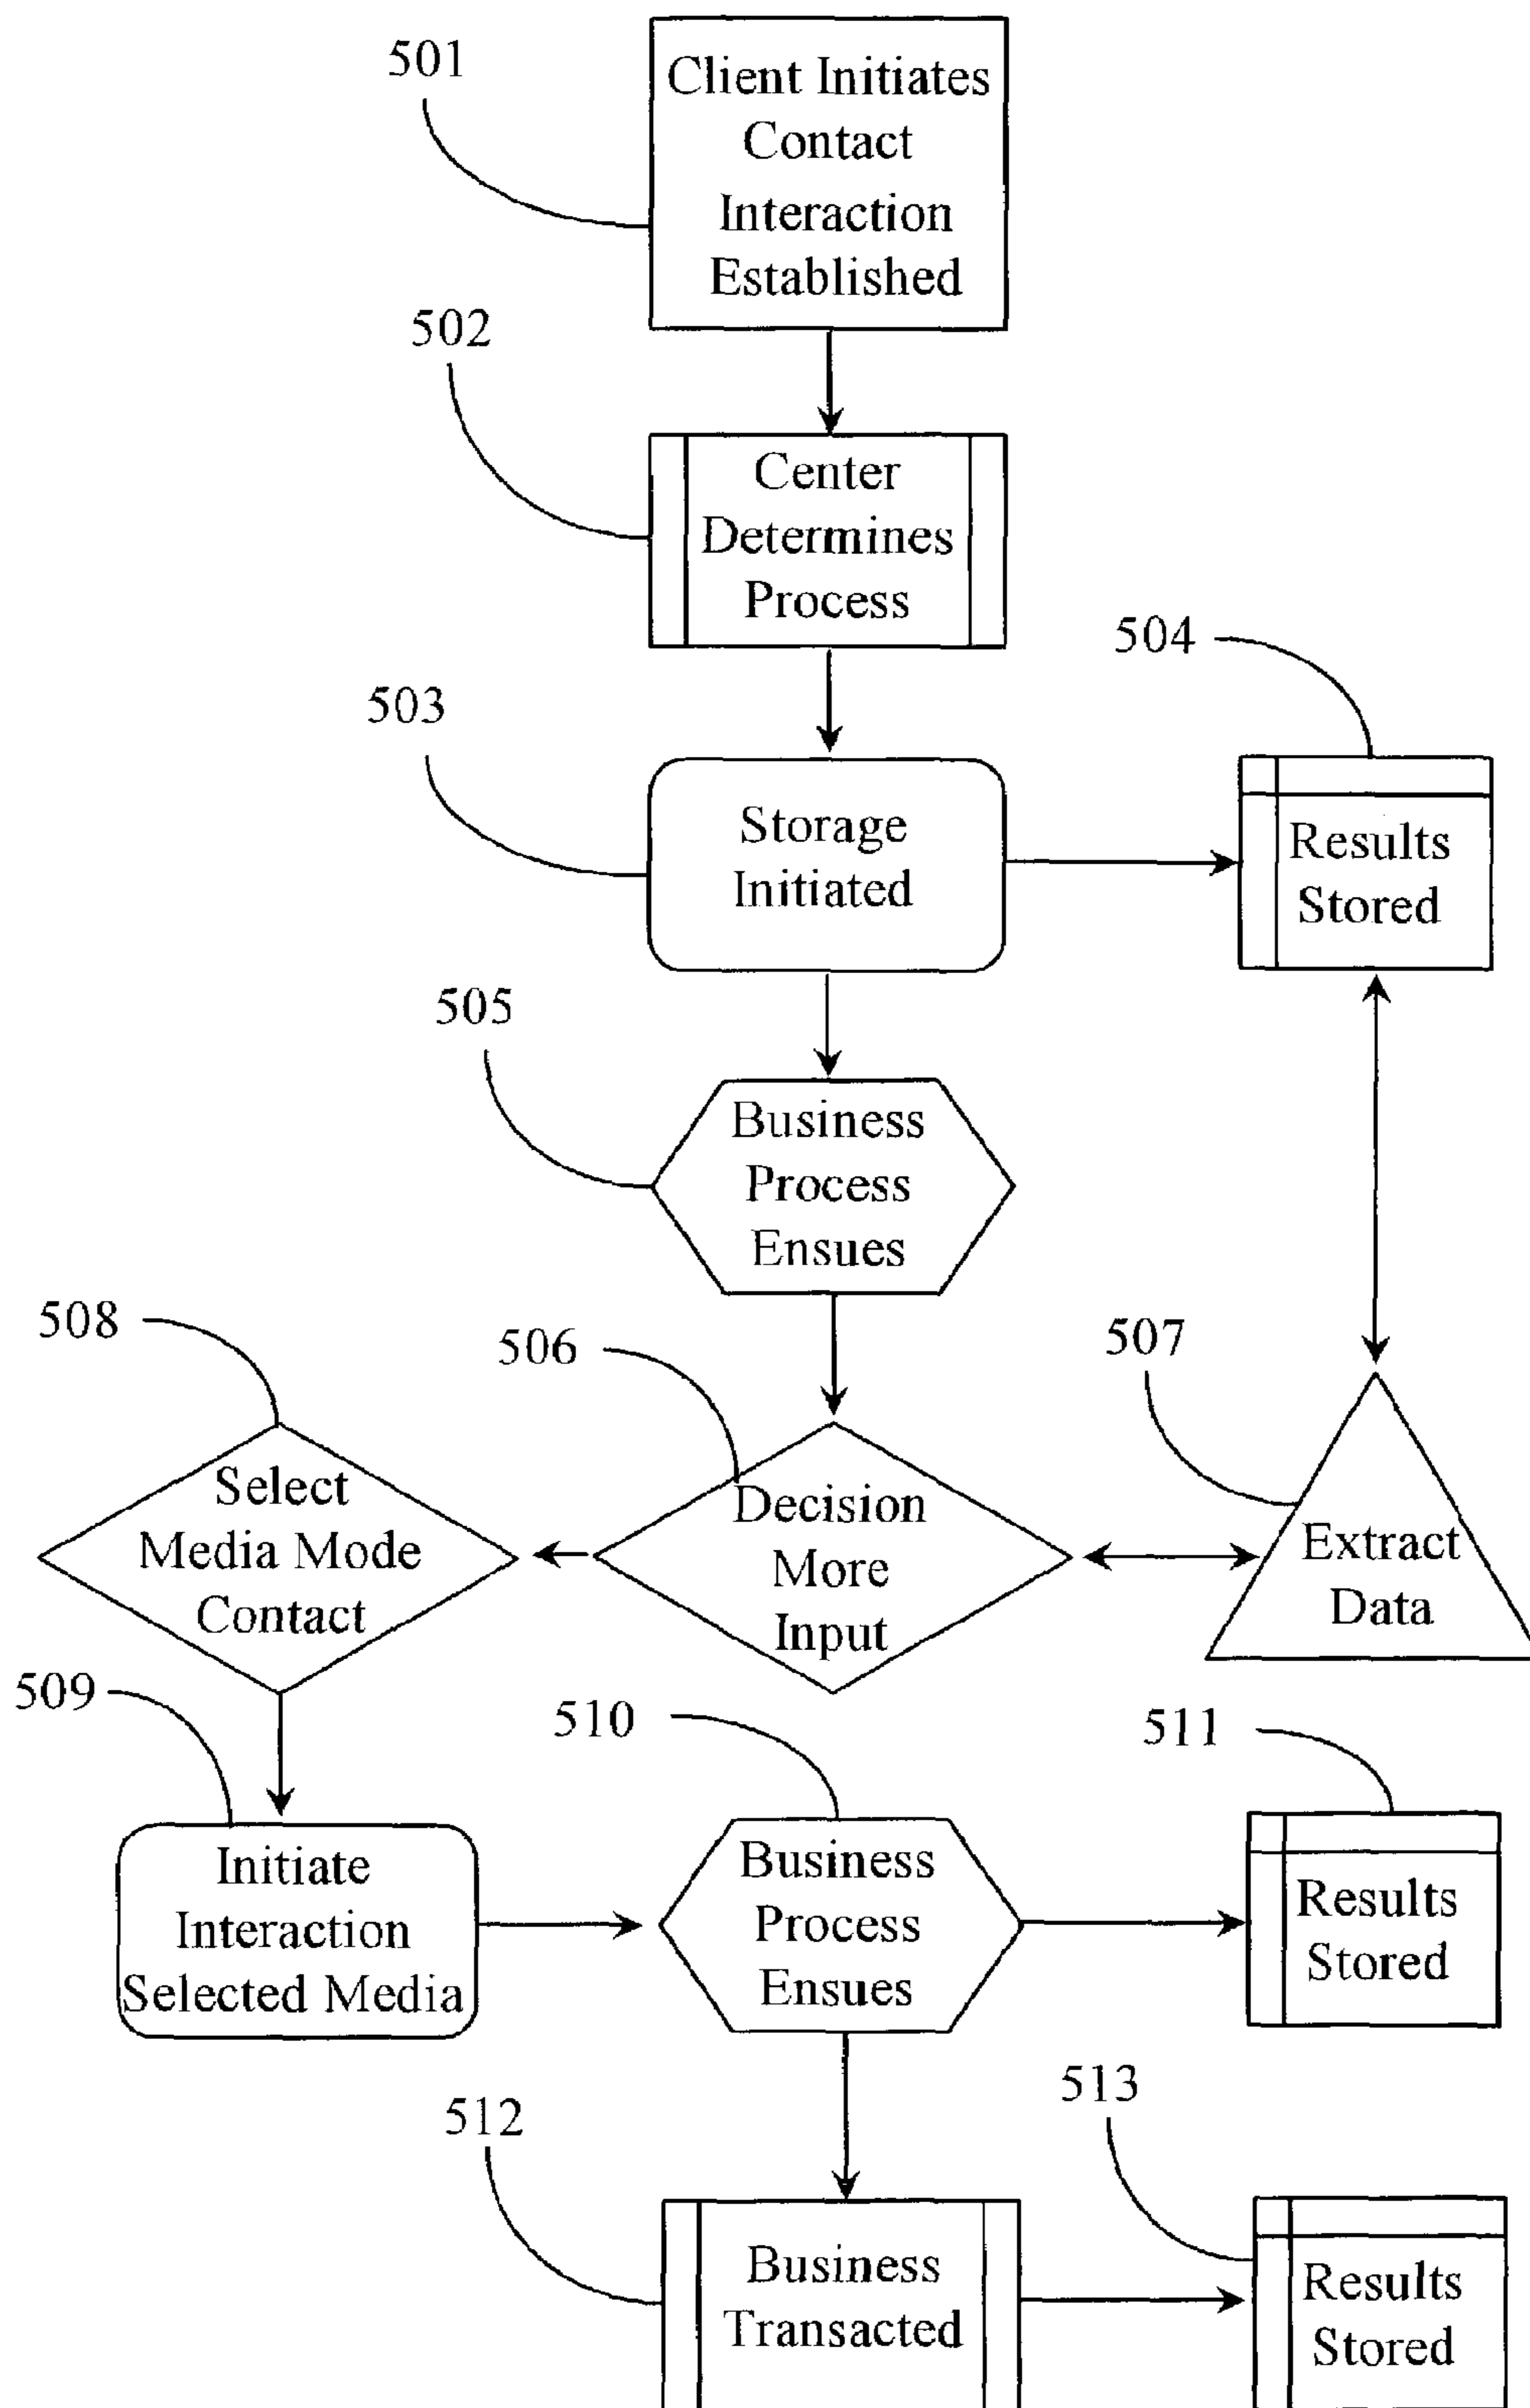 501
Client Initiates
Contact
Interaction
Established
502
Center
Determines
Process
503
Storage
Initiated
504
Results
Stored
505
Business
Process
Ensues
506
Decision
More
Input
507
Extract
Data
508
Select
Media Mode
Contact
509
Initiate
Interaction
Selected Media
510
Business
Process
Ensues
511
Results
Stored
512
Business
Transacted
513
Results
Stored